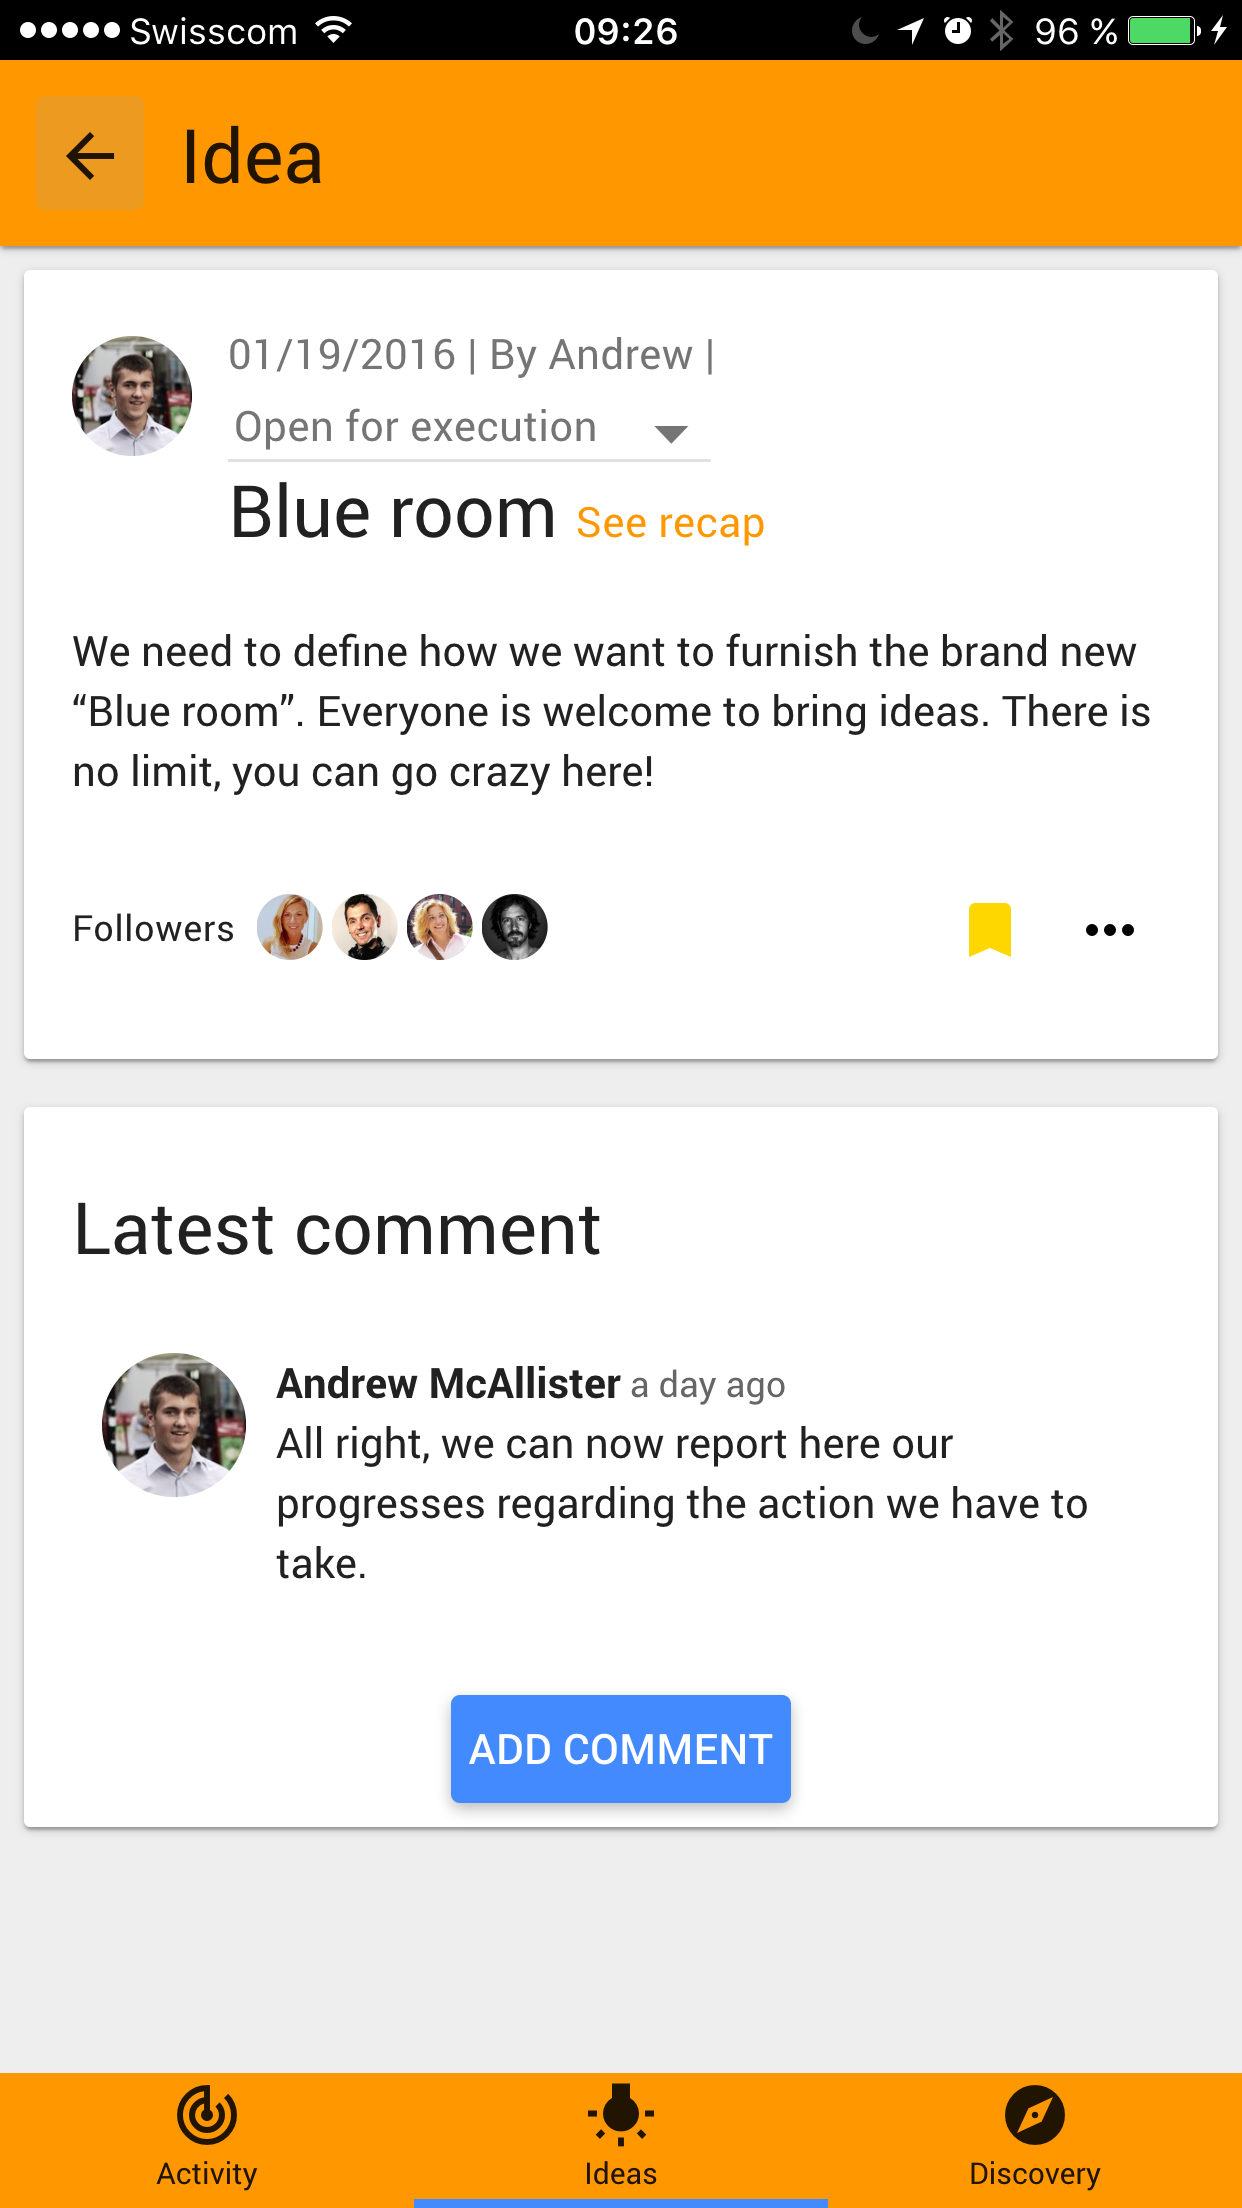 Swisscom 09:26 96 %
Idea
01/19/2016 | By Andrew |
Open for execution
Blue room See recap
We need to define how we want to furnish the brand new
“Blue room”. Everyone is welcome to bring ideas. There is
no limit, you can go crazy here!
Followers
Latest comment
Andrew McAllister a day ago
All right, we can now report here our
progresses regarding the action we have to
take.
ADD COMMENT
Activity Ideas Discovery